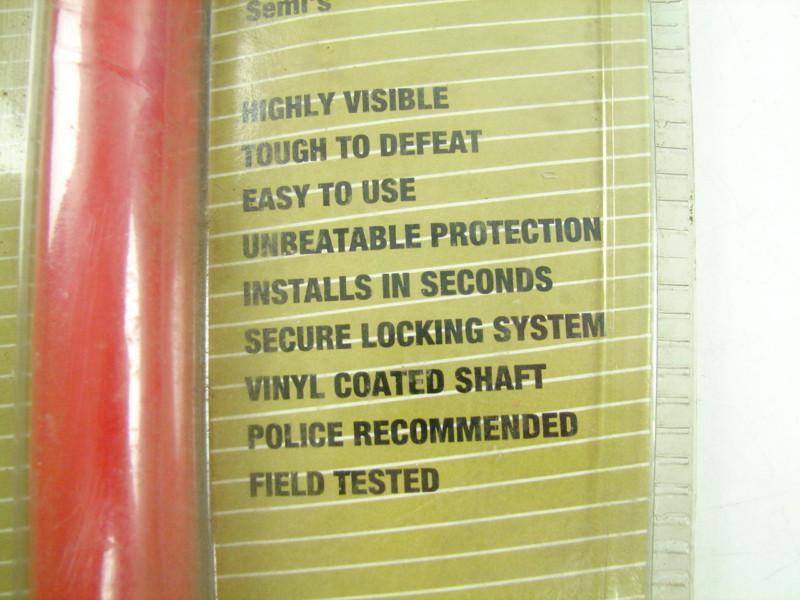 Semi's
HIGHLY VISIBLE
TOUGH TO DEFEAT
EASY TO USE
UNBEATABLE PROTECTION
INSTALLS IN SECONDS
SECURE LOCKING SYSTEM
VINYL COATED SHAFT
POLICE RECOMMENDED
FIELD TESTED